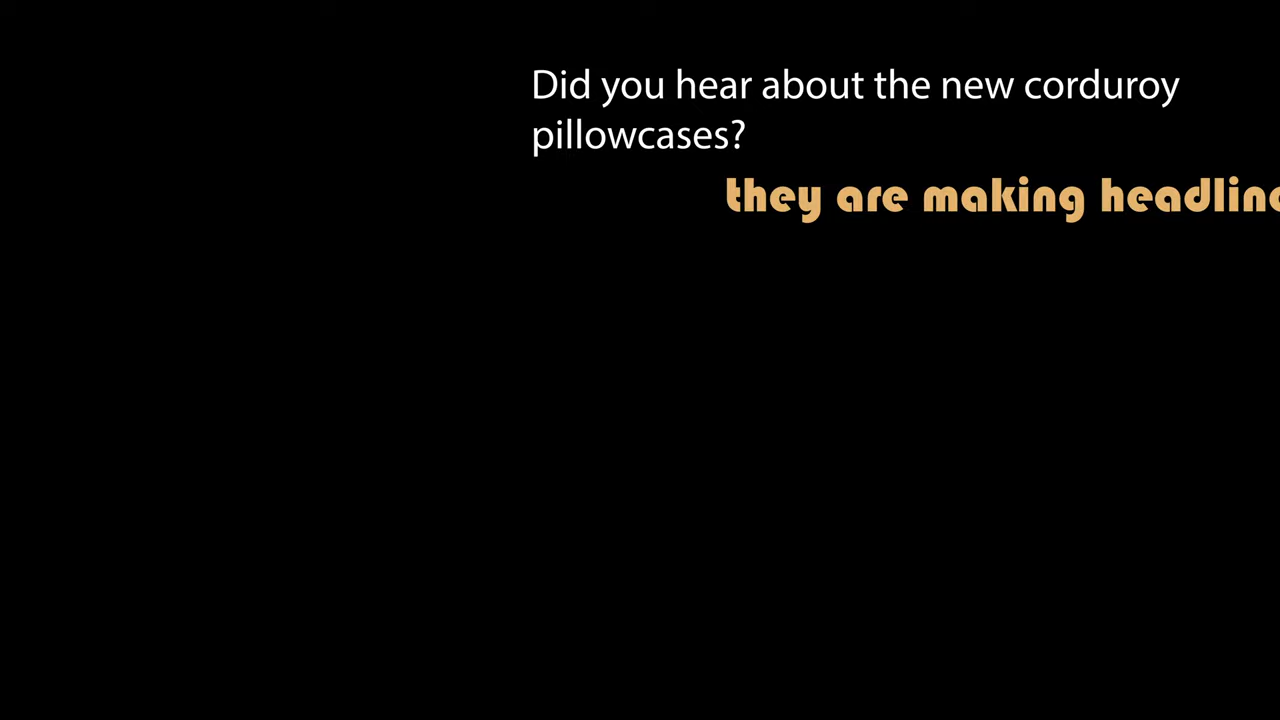 Did you hear about the new corduroy
pillowcases?
they are making headlin